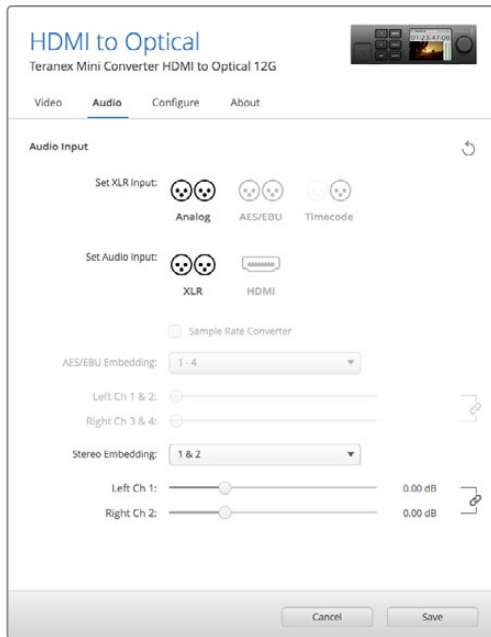 HDMI to Optical
Teranex Mini Converter HDMI to Optical 12G
01:23:47:08
Video Audio Configure About
Audio Input
Set XLR Input:
Analog AES/EBU Timecode
Set Audio Input:
XLR HDMI
Sample Rate Converter
AES/EBU Embedding: 1 - 4
Left Ch 1 & 2:
Right Ch 3 & 4:
Stereo Embedding: 1 & 2
Left Ch 1: 0.00 dB
Right Ch 2: 0.00 dB
Cancel Save